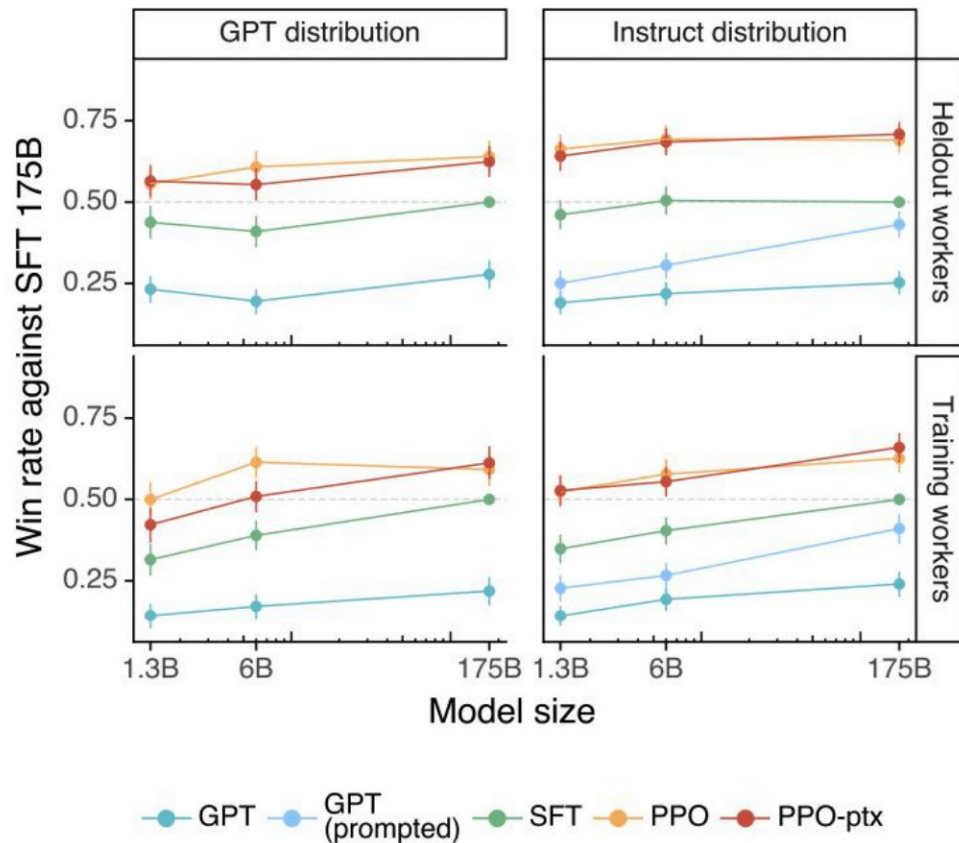 GPT distribution
Instruct distribution
Win rate against SFT 175B
0.75
0.50
0.25
Heldout workers
0.75
0.50
0.25
Training workers
1.3B 6B 175B
1.3B 6B 175B
Model size
GPT
GPT
(prompted)
SFT
PPO
PPO-ptx